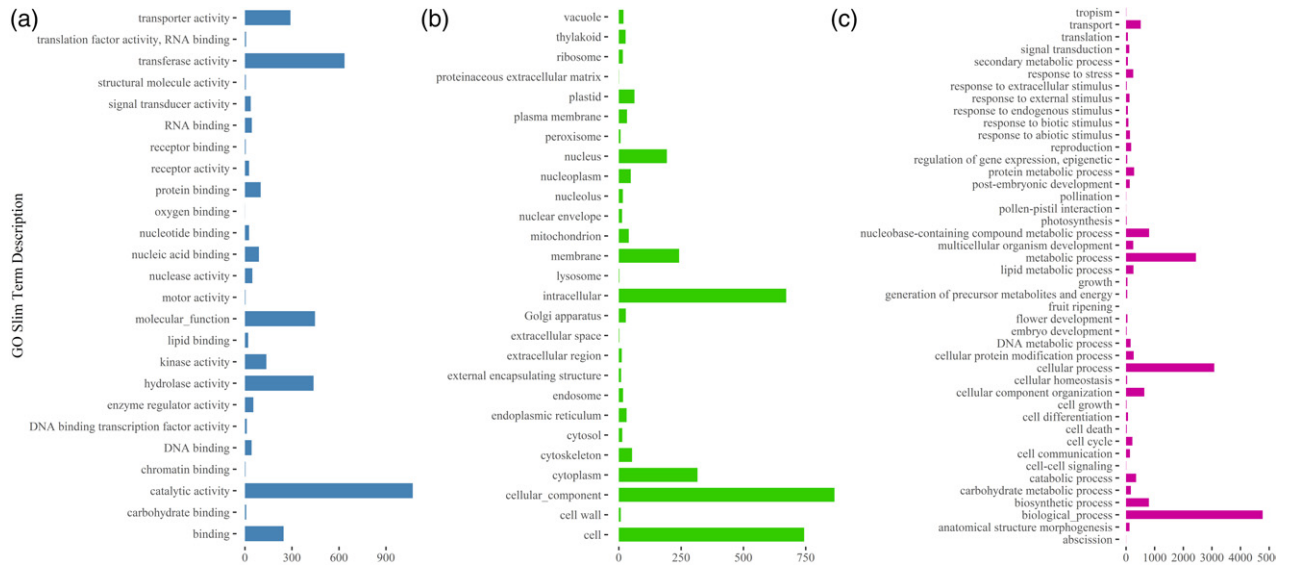 (a)
GO Slim Term Description
transporter activity
translation factor activity, RNA binding
transferase activity
structural molecule activity
signal transducer activity
RNA binding
receptor binding
receptor activity
protein binding
oxygen binding
nucleotide binding
nucleic acid binding
nuclease activity
motor activity
molecular_function
lipid binding
kinase activity
hydrolase activity
enzyme regulator activity
DNA binding transcription factor activity
DNA binding
chromatin binding
catalytic activity
carbohydrate binding
binding
0 300 600 900
(b)
vacuole
thylakoid
ribosome
proteinaceous extracellular matrix
plastid
plasma membrane
peroxisome
nucleus
nucleoplasm
nucleolus
nuclear envelope
mitochondrion
membrane
lysosome
intracellular
Golgi apparatus
extracellular space
extracellular region
external encapsulating structure
endosome
endoplasmic reticulum
cytosol
cytoskeleton
cytoplasm
cellular_component
cell wall
cell
0 250 500 750
(c)
tropism
transport
translation
signal transduction
secondary metabolic process
response to stress
response to extracellular stimulus
response to external stimulus
response to endogenous stimulus
response to biotic stimulus
response to abiotic stimulus
reproduction
regulation of gene expression, epigenetic
protein metabolic process
post-embryonic development
pollination
pollen-pistil interaction
photosynthesis
nucleobase-containing compound metabolic process
multicellular organism development
metabolic process
lipid metabolic process
growth
generation of precursor metabolites and energy
fruit ripening
flower development
embryo development
DNA metabolic process
cellular protein modification process
cellular process
cellular homeostasis
cellular component organization
cell growth
cell differentiation
cell death
cell cycle
cell communication
cell-cell signaling
catabolic process
carbohydrate metabolic process
biosynthetic process
biological_process
anatomical structure morphogenesis
abscission
0 1000 2000 3000 4000 5000